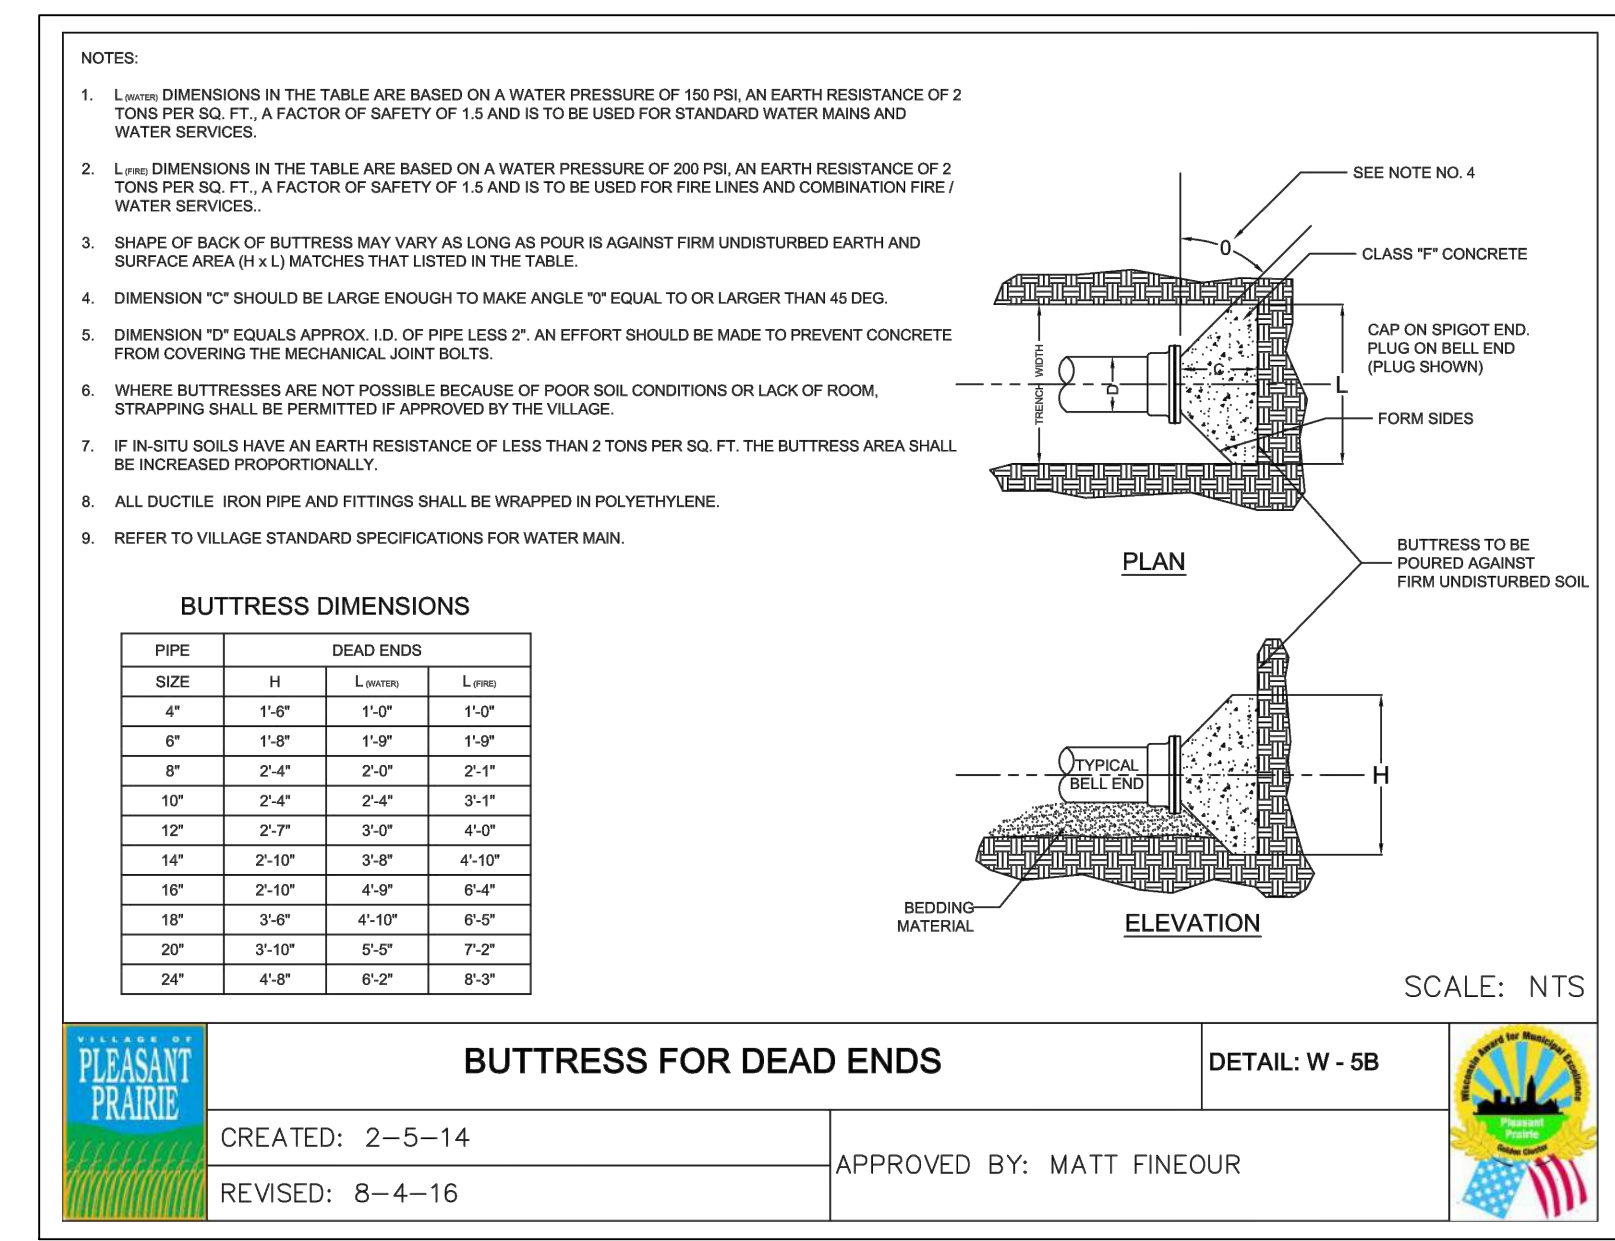 NOTES:
1. L (WATER) DIMENSIONS IN THE TABLE ARE BASED ON A WATER PRESSURE OF 150 PSI, AN EARTH RESISTANCE OF 2
TONS PER SQ. FT., A FACTOR OF SAFETY OF 1.5 AND IS TO BE USED FOR STANDARD WATER MAINS AND
WATER SERVICES.
2. L (FIRE) DIMENSIONS IN THE TABLE ARE BASED ON A WATER PRESSURE OF 200 PSI, AN EARTH RESISTANCE OF 2
TONS PER SQ. FT., A FACTOR OF SAFETY OF 1.5 AND IS TO BE USED FOR FIRE LINES AND COMBINATION FIRE /
WATER SERVICES..
3. SHAPE OF BACK OF BUTTRESS MAY VARY AS LONG AS POUR IS AGAINST FIRM UNDISTURBED EARTH AND
SURFACE AREA (H x L) MATCHES THAT LISTED IN THE TABLE.
4. DIMENSION "C" SHOULD BE LARGE ENOUGH TO MAKE ANGLE "0" EQUAL TO OR LARGER THAN 45 DEG.
5. DIMENSION "D" EQUALS APPROX. I.D. OF PIPE LESS 2". AN EFFORT SHOULD BE MADE TO PREVENT CONCRETE
FROM COVERING THE MECHANICAL JOINT BOLTS.
6. WHERE BUTTRESSES ARE NOT POSSIBLE BECAUSE OF POOR SOIL CONDITIONS OR LACK OF ROOM,
STRAPPING SHALL BE PERMITTED IF APPROVED BY THE VILLAGE.
7. IF IN-SITU SOILS HAVE AN EARTH RESISTANCE OF LESS THAN 2 TONS PER SQ. FT. THE BUTTRESS AREA SHALL
BE INCREASED PROPORTIONALLY.
8. ALL DUCTILE IRON PIPE AND FITTINGS SHALL BE WRAPPED IN POLYETHYLENE.
9. REFER TO VILLAGE STANDARD SPECIFICATIONS FOR WATER MAIN.
SEE NOTE NO. 4
0
CLASS "F" CONCRETE
CAP ON SPIGOT END.
PLUG ON BELL END
(PLUG SHOWN)
TRENCH WIDTH
D
C
L
FORM SIDES
PLAN
BUTTRESS TO BE
POURED AGAINST
FIRM UNDISTURBED SOIL
BUTTRESS DIMENSIONS
PIPE DEAD ENDS
SIZE H L (WATER) L (FIRE)
4" 1'-6" 1'-0" 1'-0"
6" 1'-8" 1'-9" 1'-9"
8" 2'-4" 2'-0" 2'-1"
10" 2'-4" 2'-4" 3'-1"
12" 2'-7" 3'-0" 4'-0"
14" 2'-10" 3'-8" 4'-10"
16" 2'-10" 4'-9" 6'-4"
18" 3'-6" 4'-10" 6'-5"
20" 3'-10" 5'-5" 7'-2"
24" 4'-8" 6'-2" 8'-3"
TYPICAL
BELL END
H
BEDDING
MATERIAL
ELEVATION
SCALE: NTS
VILLAGE OF
PLEASANT
PRAIRIE
BUTTRESS FOR DEAD ENDS
DETAIL: W - 5B
CREATED: 2-5-14
REVISED: 8-4-16
APPROVED BY: MATT FINEOUR
Wisconsin Award for Municipal Excellence
Pleasant
Prairie
Golden Cluster